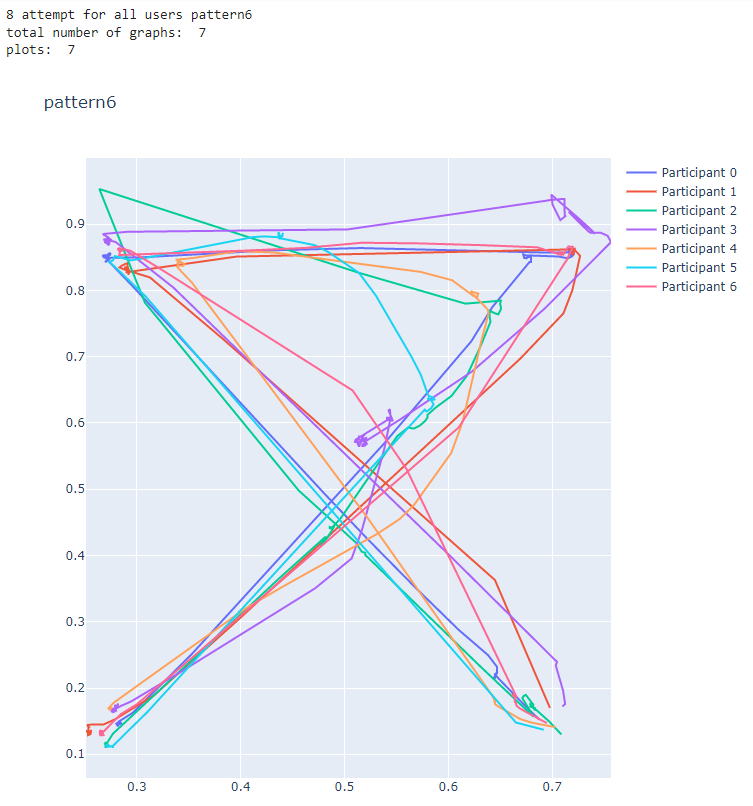 8 attempt for all users pattern6
total number of graphs:  7
plots:  7
pattern6
Participant 0
Participant 1
Participant 2
Participant 3
Participant 4
Participant 5
Participant 6
0.9
0.8
0.7
0.6
0.5
0.4
0.3
0.2
0.1
0.3 0.4 0.5 0.6 0.7